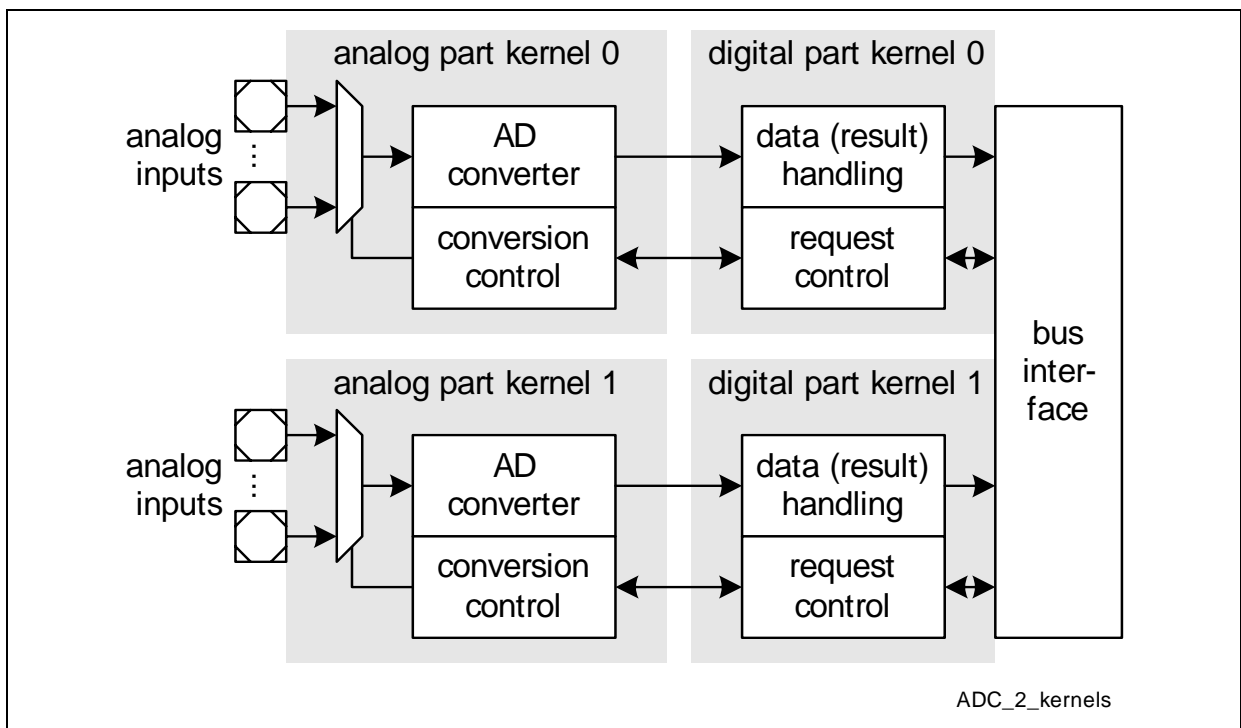 analog part kernel 0
digital part kernel 0
analog
inputs
...
AD
converter
conversion
control
data (result)
handling
request
control
bus
inter-
face
analog part kernel 1
digital part kernel 1
analog
inputs
...
AD
converter
conversion
control
data (result)
handling
request
control
ADC_2_kernels